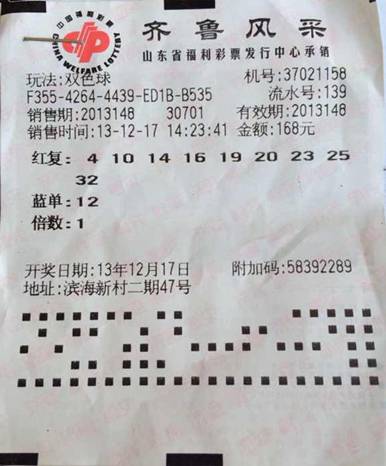 中国福利彩票
CHINA WELFARE LOTTERY
齐鲁风采
山东省福利彩票发行中心承销
玩法:双色球 机号:37021158
F355-4264-4439-ED1B-B535 流水号:139
销售期:2013148 30701 有效期:2013148
销售时间:13-12-17 14:23:41 金额:168元
红复: 4 10 14 16 19 20 23 25
32
蓝单:12
倍数:1
开奖日期:13年12月17日 附加码:58392289
地址:滨海新村二期47号